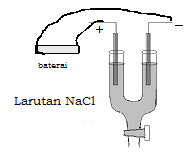 + −
baterai
Larutan NaCl